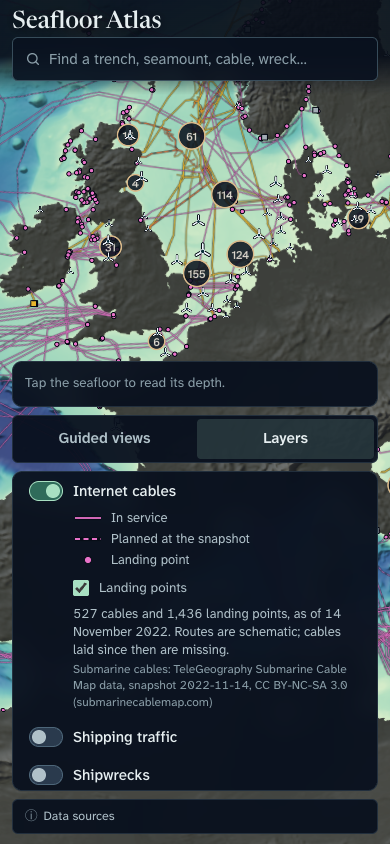 Seafloor Atlas
Find a trench, seamount, cable, wreck...
61
4
114
49
31
124
155
6
Tap the seafloor to read its depth.
Guided views
Layers
Internet cables
In service
Planned at the snapshot
Landing point
Landing points
527 cables and 1,436 landing points, as of 14
November 2022. Routes are schematic; cables
laid since then are missing.
Submarine cables: TeleGeography Submarine Cable
Map data, snapshot 2022-11-14, CC BY-NC-SA 3.0
(submarinecablemap.com)
Shipping traffic
Shipwrecks
ⓘ Data sources